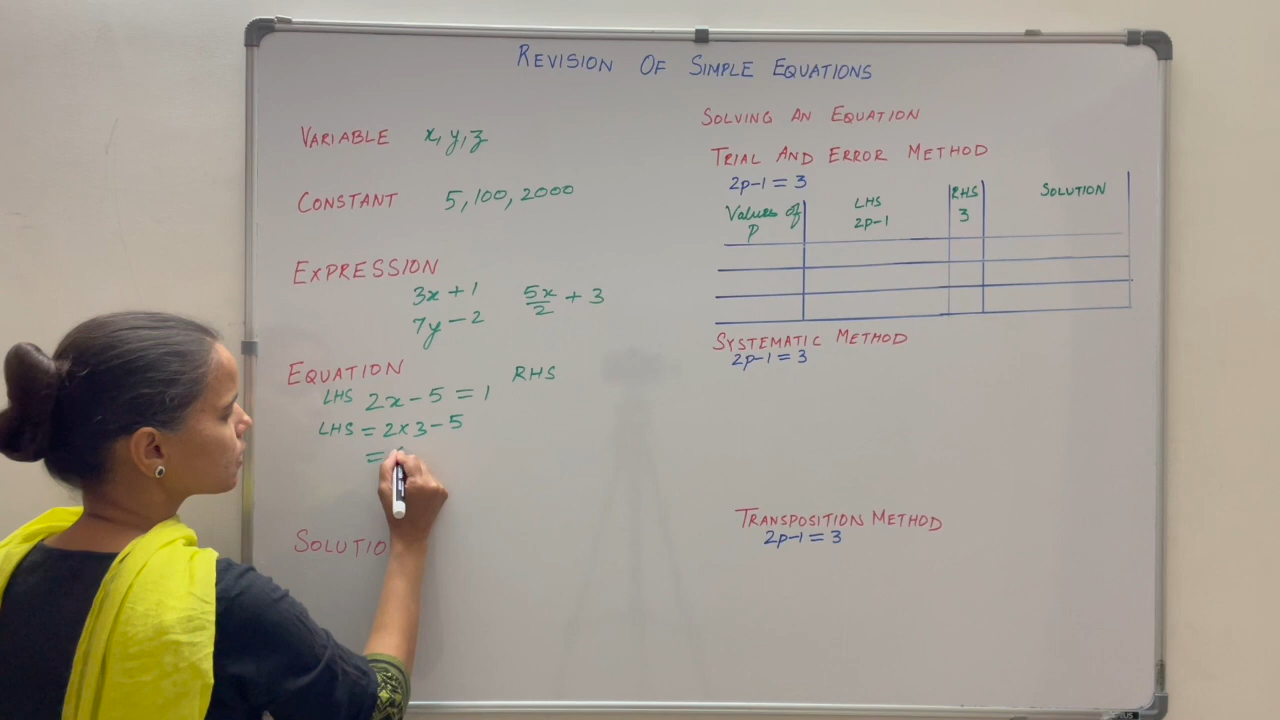 REVISION OF SIMPLE EQUATIONS
VARIABLE x, y, z
CONSTANT 5, 100, 2000
EXPRESSION
3x + 1 5x/2 + 3
7y - 2
EQUATION
LHS 2x - 5 = 1 RHS
LHS = 2 x 3 - 5
=
SOLUTIO
SOLVING AN EQUATION
TRIAL AND ERROR METHOD
2p-1 = 3
Values of p LHS 2p-1 RHS 3 SOLUTION
SYSTEMATIC METHOD
2p-1 = 3
TRANSPOSITION METHOD
2p-1 = 3